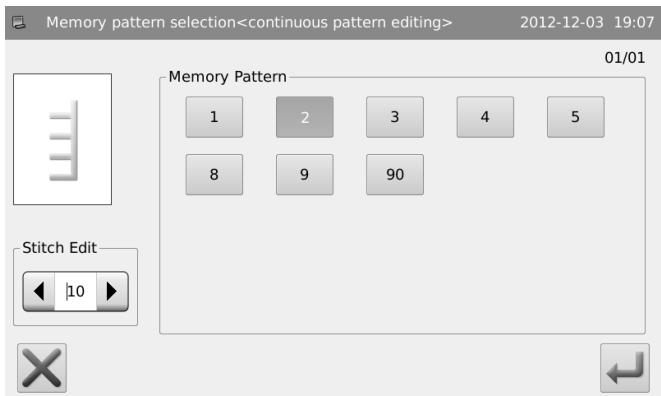 Memory pattern selection<continuous pattern editing> 2012-12-03 19:07
01/01
Memory Pattern
1 2 3 4 5
8 9 90
Stitch Edit
10